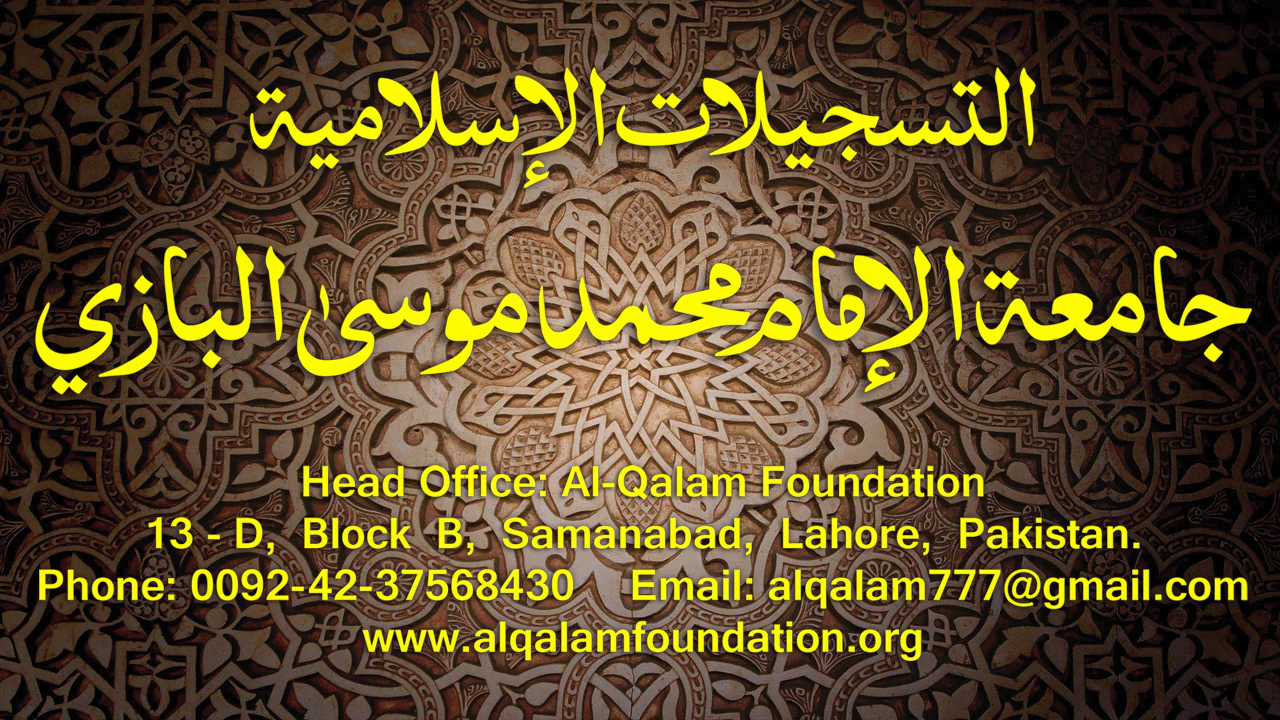 التسجيلات الإسلامية
جامعة الإمام محمد موسى البازي
Head Office: Al-Qalam Foundation
13 - D, Block B, Samanabad, Lahore, Pakistan.
Phone: 0092-42-37568430 Email: alqalam777@gmail.com
www.alqalamfoundation.org